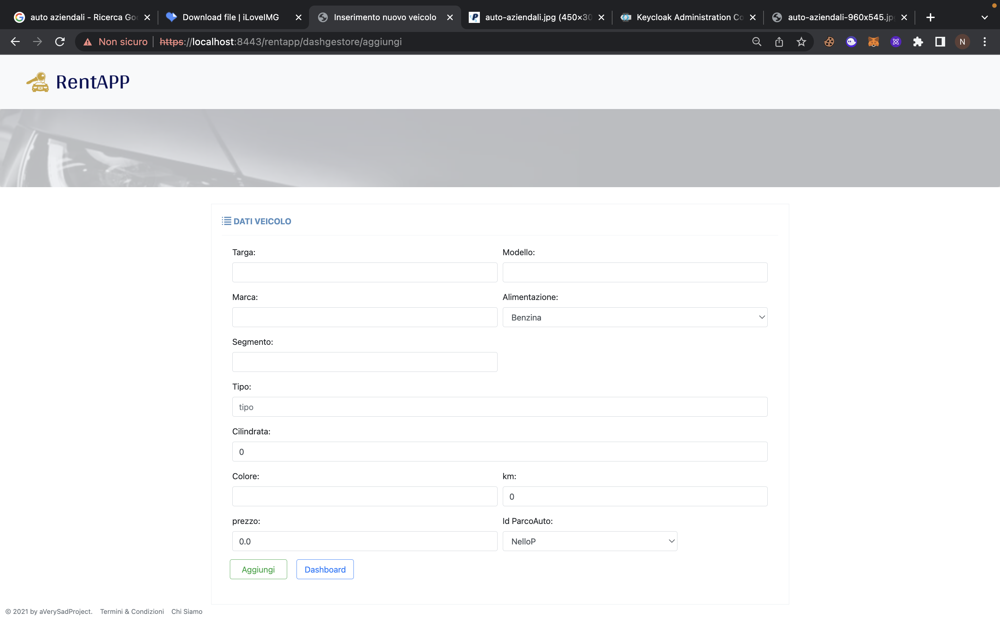 auto aziendali - Ricerca Goo
Download file | iLoveIMG
Inserimento nuovo veicolo
auto-aziendali.jpg (450×30
Keycloak Administration Co
auto-aziendali-960x545.jp
Non sicuro
https://localhost:8443/rentapp/dashgestore/aggiungi
N
RentAPP
DATI VEICOLO
Targa:
Modello:
Marca:
Alimentazione:
Benzina
Segmento:
Tipo:
tipo
Cilindrata:
0
Colore:
km:
0
prezzo:
Id ParcoAuto:
0.0
NelloP
Aggiungi
Dashboard
© 2021 by aVerySadProject. Termini & Condizioni Chi Siamo